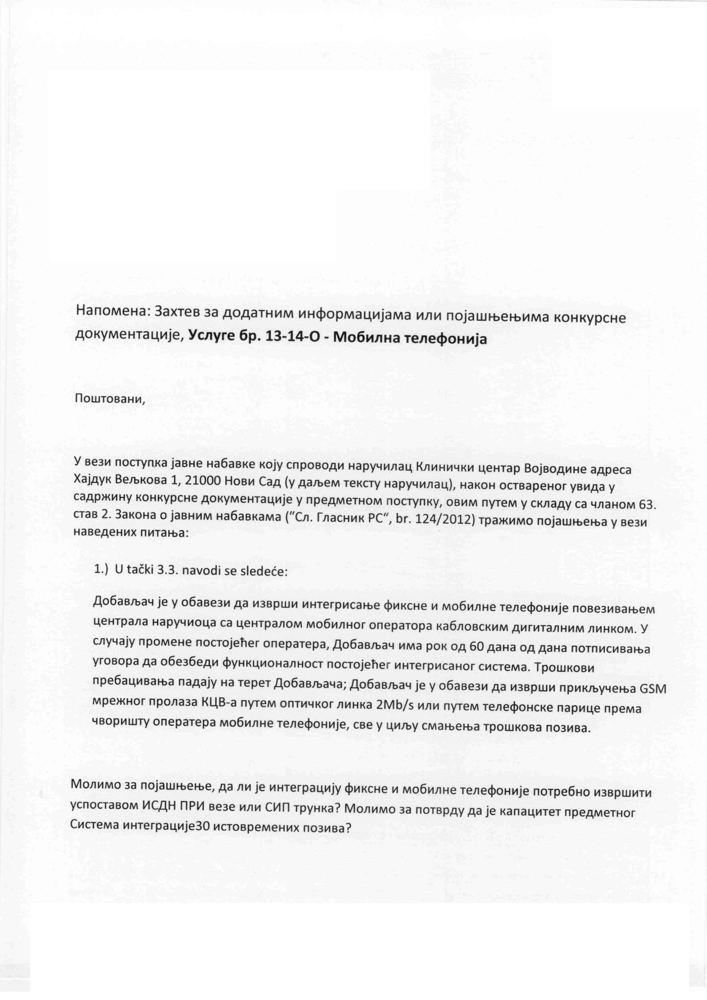 Напомена: Захтев за додатним информацијама или појашњењима конкурсне
документације, Услуге бр. 13-14-О - Мобилна телефонија
Поштовани,
У вези поступка јавне набавке коју спроводи наручилац Клинички центар Војводине адреса
Хајдук Вељкова 1, 21000 Нови Сад (у даљем тексту наручилац), након оствареног увида у
садржину конкурсне документације у предметном поступку, овим путем у складу са чланом 63.
став 2. Закона о јавним набавкама ("Сл. Гласник РС“, br. 124/2012) тражимо појашњења у вези
наведених питања:
1.) U tački 3.3. navodi se sledeće:
Добављач је у обавези да изврши интегрисање фиксне и мобилне телефоније повезивањем
централа наручиоца са централом мобилног оператора кабловским дигиталним линком. У
случају промене постојећег оператера, Добављач има рок од 60 дана од дана потписивања
уговора да обезбеди функционалност постојећег интегрисаног система. Трошкови
пребацивања падају на терет Добављача; Добављач је у обавези да изврши прикључења GSM
мрежног пролаза КЦВ-а путем оптичког линка 2Mb/s или путем телефонске парице према
чворишту оператера мобилне телефоније, све у циљу смањења трошкова позива.
Молимо за појашњење, да ли је интеграцију фиксне и мобилне телефоније потребно извршити
успоставом ИСДН ПРИ везе или СИП трунка? Молимо за потврду да је капацитет предметног
Система интеграције30 истовремених позива?